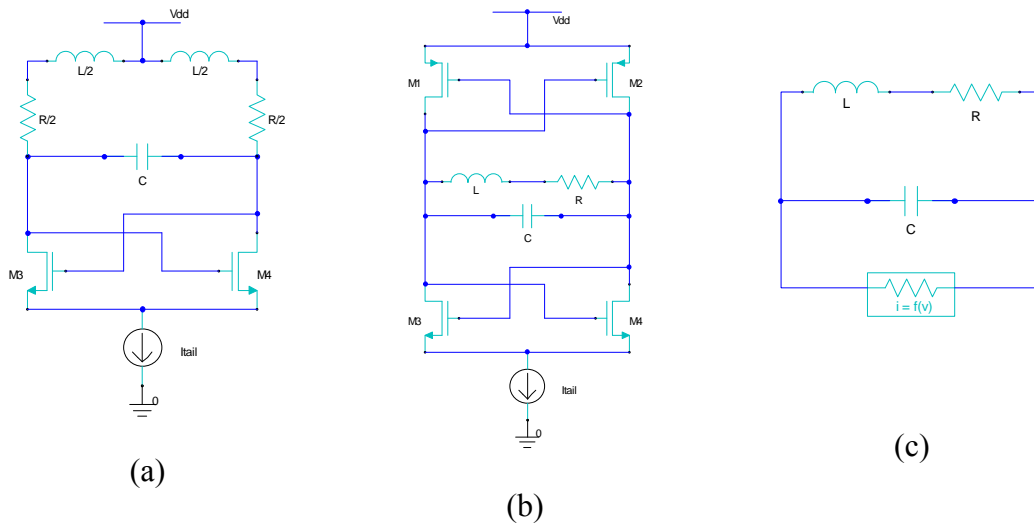 Vdd
L/2
L/2
R/2
R/2
C
M3
M4
Itail
0
(a)
Vdd
M1
M2
L
R
C
M3
M4
Itail
0
(b)
L
R
C
i = f(v)
(c)